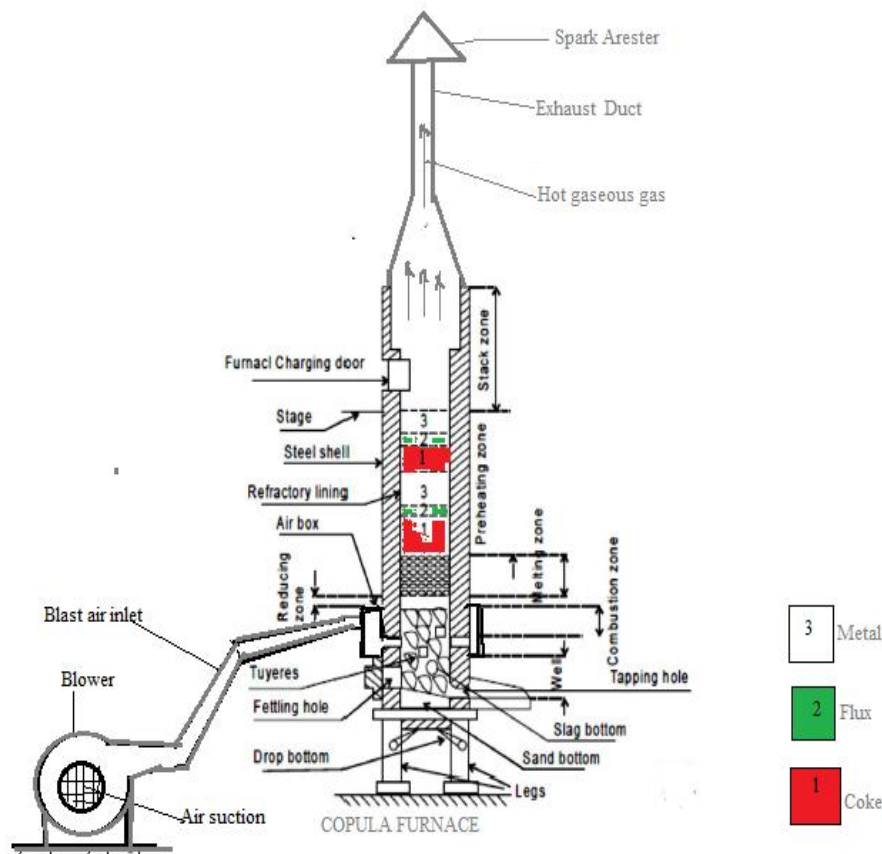 Spark Arester
Exhaust Duct
Hot gaseous gas
Stack zone
Furnacl Charging door
Stage
3
2
Steel shell
1
Preheating zone
Refractory lining
3
2
Air box
1
Reducing zone
Melting zone
Combustion zone
Blast air inlet
3 Metal
Tuyeres
Well
Tapping hole
Blower
Fettling hole
2 Flux
Slag bottom
Drop bottom
Sand bottom
Legs
1 Coke
Air suction
COPULA FURNACE